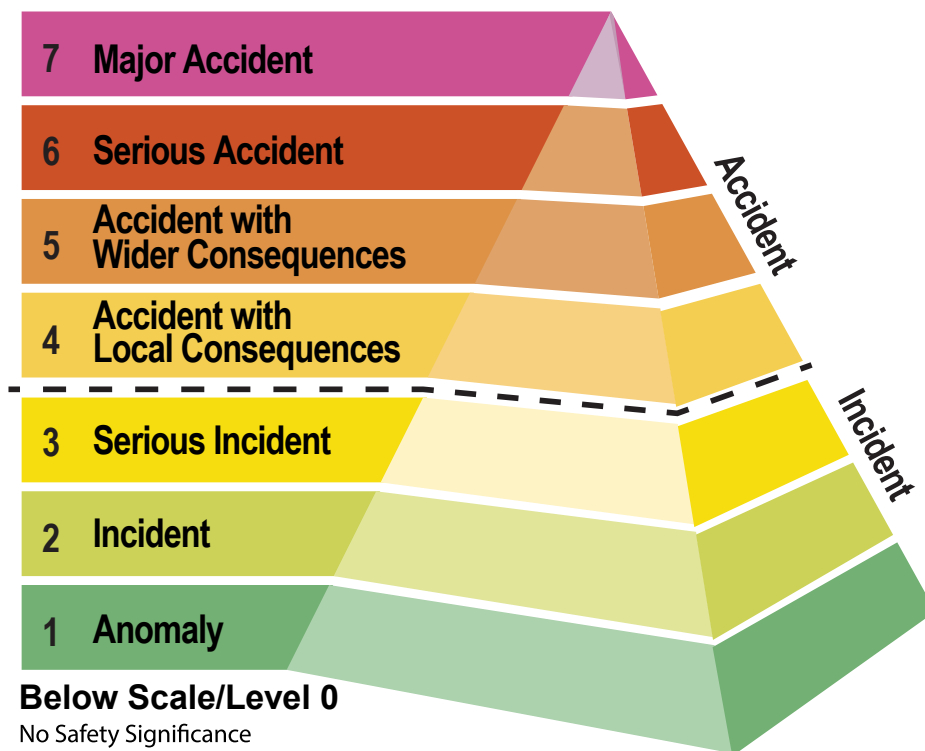 7 Major Accident
6 Serious Accident
5 Accident with
Wider Consequences
4 Accident with
Local Consequences
3 Serious Incident
2 Incident
1 Anomaly
Below Scale/Level 0
No Safety Significance
Accident
Incident